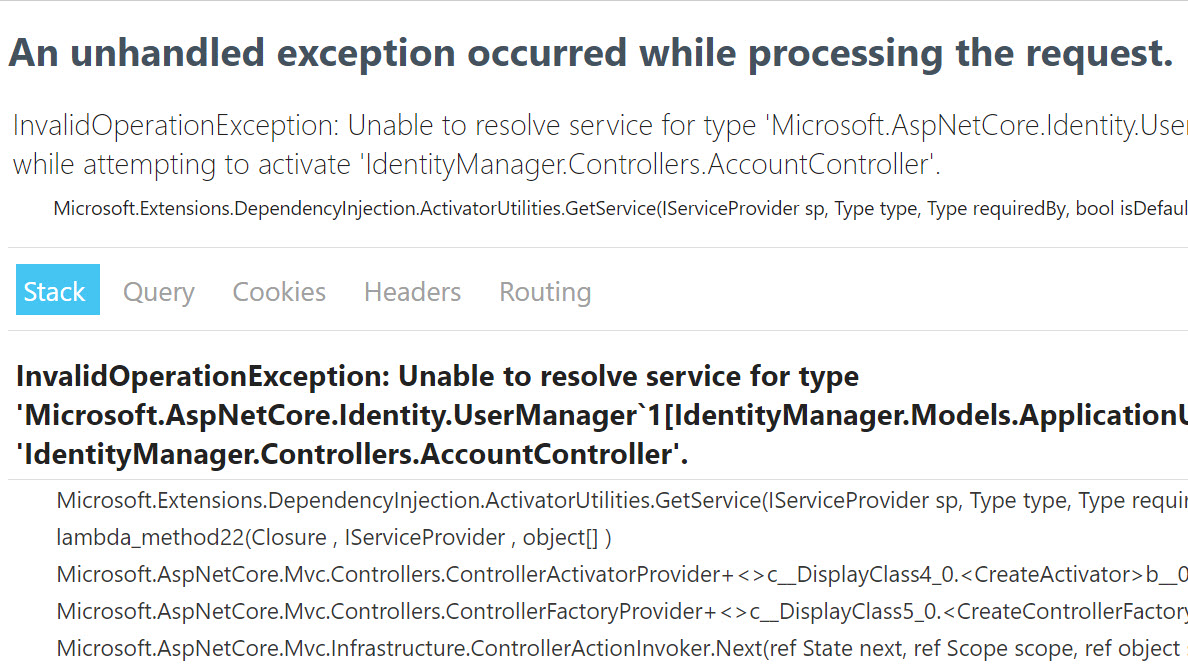 An unhandled exception occurred while processing the request.
InvalidOperationException: Unable to resolve service for type 'Microsoft.AspNetCore.Identity.User
while attempting to activate 'IdentityManager.Controllers.AccountController'.
Microsoft.Extensions.DependencyInjection.ActivatorUtilities.GetService(IServiceProvider sp, Type type, Type requiredBy, bool isDefaul
Stack Query Cookies Headers Routing
InvalidOperationException: Unable to resolve service for type
'Microsoft.AspNetCore.Identity.UserManager`1[IdentityManager.Models.ApplicationU
'IdentityManager.Controllers.AccountController'.
Microsoft.Extensions.DependencyInjection.ActivatorUtilities.GetService(IServiceProvider sp, Type type, Type requir
lambda_method22(Closure , IServiceProvider , object[] )
Microsoft.AspNetCore.Mvc.Controllers.ControllerActivatorProvider+<>c__DisplayClass4_0.<CreateActivator>b__0
Microsoft.AspNetCore.Mvc.Controllers.ControllerFactoryProvider+<>c__DisplayClass5_0.<CreateControllerFactory
Microsoft.AspNetCore.Mvc.Infrastructure.ControllerActionInvoker.Next(ref State next, ref Scope scope, ref object